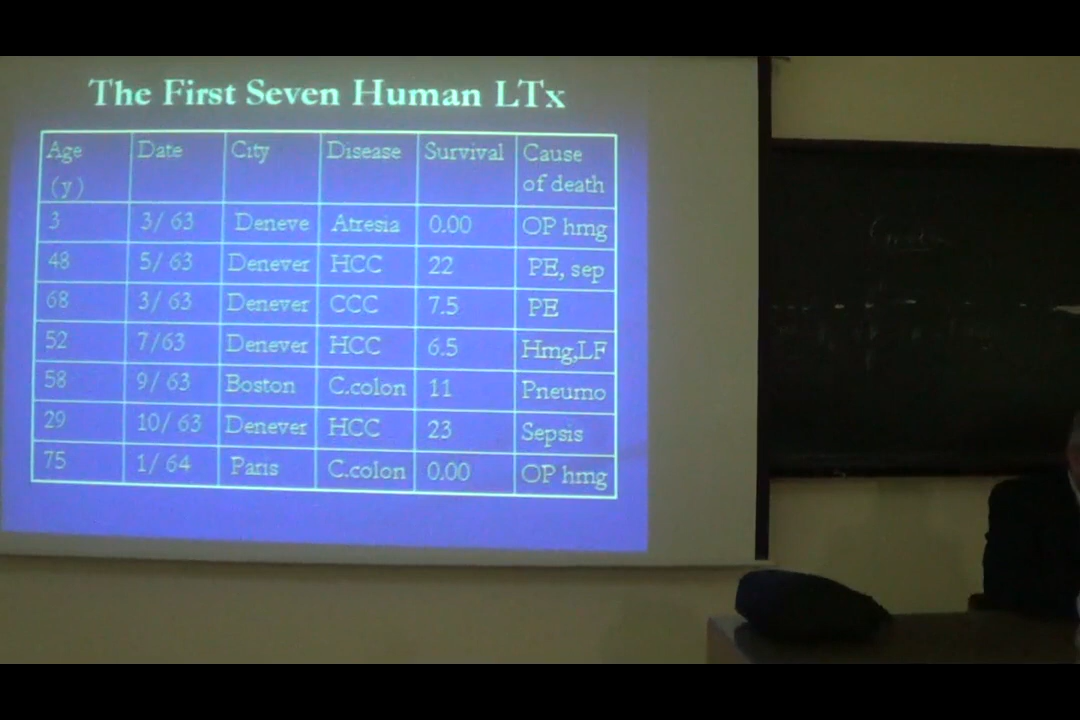 The First Seven Human LTx
Age (y) Date City Disease Survival Cause of death
3 3/ 63 Deneve Atresia 0.00 OP hmg
48 5/ 63 Denever HCC 22 PE, sep
68 3/ 63 Denever CCC 7.5 PE
52 7/63 Denever HCC 6.5 Hmg,LF
58 9/ 63 Boston C.colon 11 Pneumo
29 10/ 63 Denever HCC 23 Sepsis
75 1/ 64 Paris C.colon 0.00 OP hmg